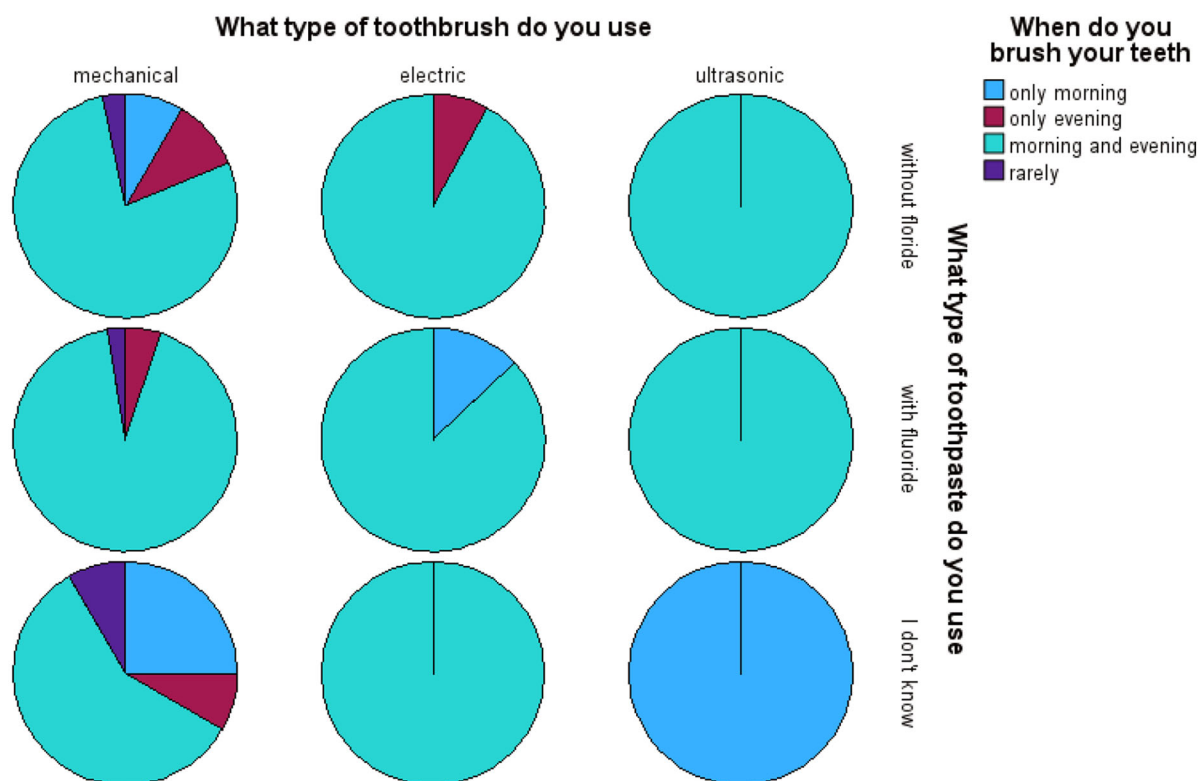 What type of toothbrush do you use
mechanical
electric
ultrasonic
When do you
brush your teeth
only morning
only evening
morning and evening
rarely
without floride
with fluoride
I don't know
What type of toothpaste do you use